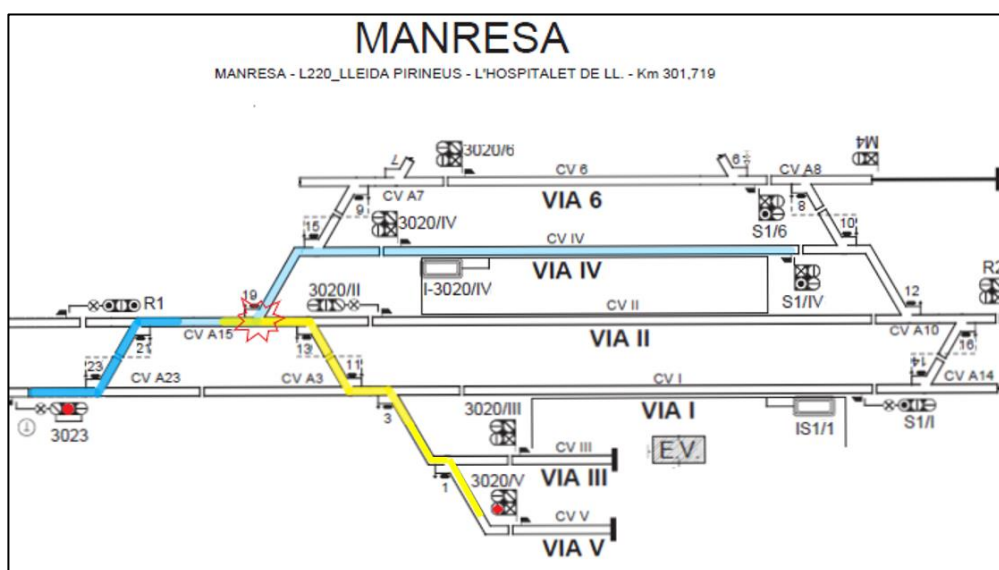 MANRESA
MANRESA - L220_LLEIDA PIRINEUS - L'HOSPITALET DE LL. - Km 301,719
7
3020/6
CV 6
6
CV A8
M4
CV A7
VIA 6
9
8
15
3020/IV
S1/6
10
CV IV
VIA IV
I-3020/IV
S1/IV
19
12
R1
3020/II
CV II
R2
CV A15
VIA II
CV A10
21
13
16
23
11
14
CV A23
CV A3
CV I
CV A14
3023
3
3020/III
VIA I
IS1/1
S1/I
CV III
E.V.
1
3020/V
VIA III
CV V
VIA V